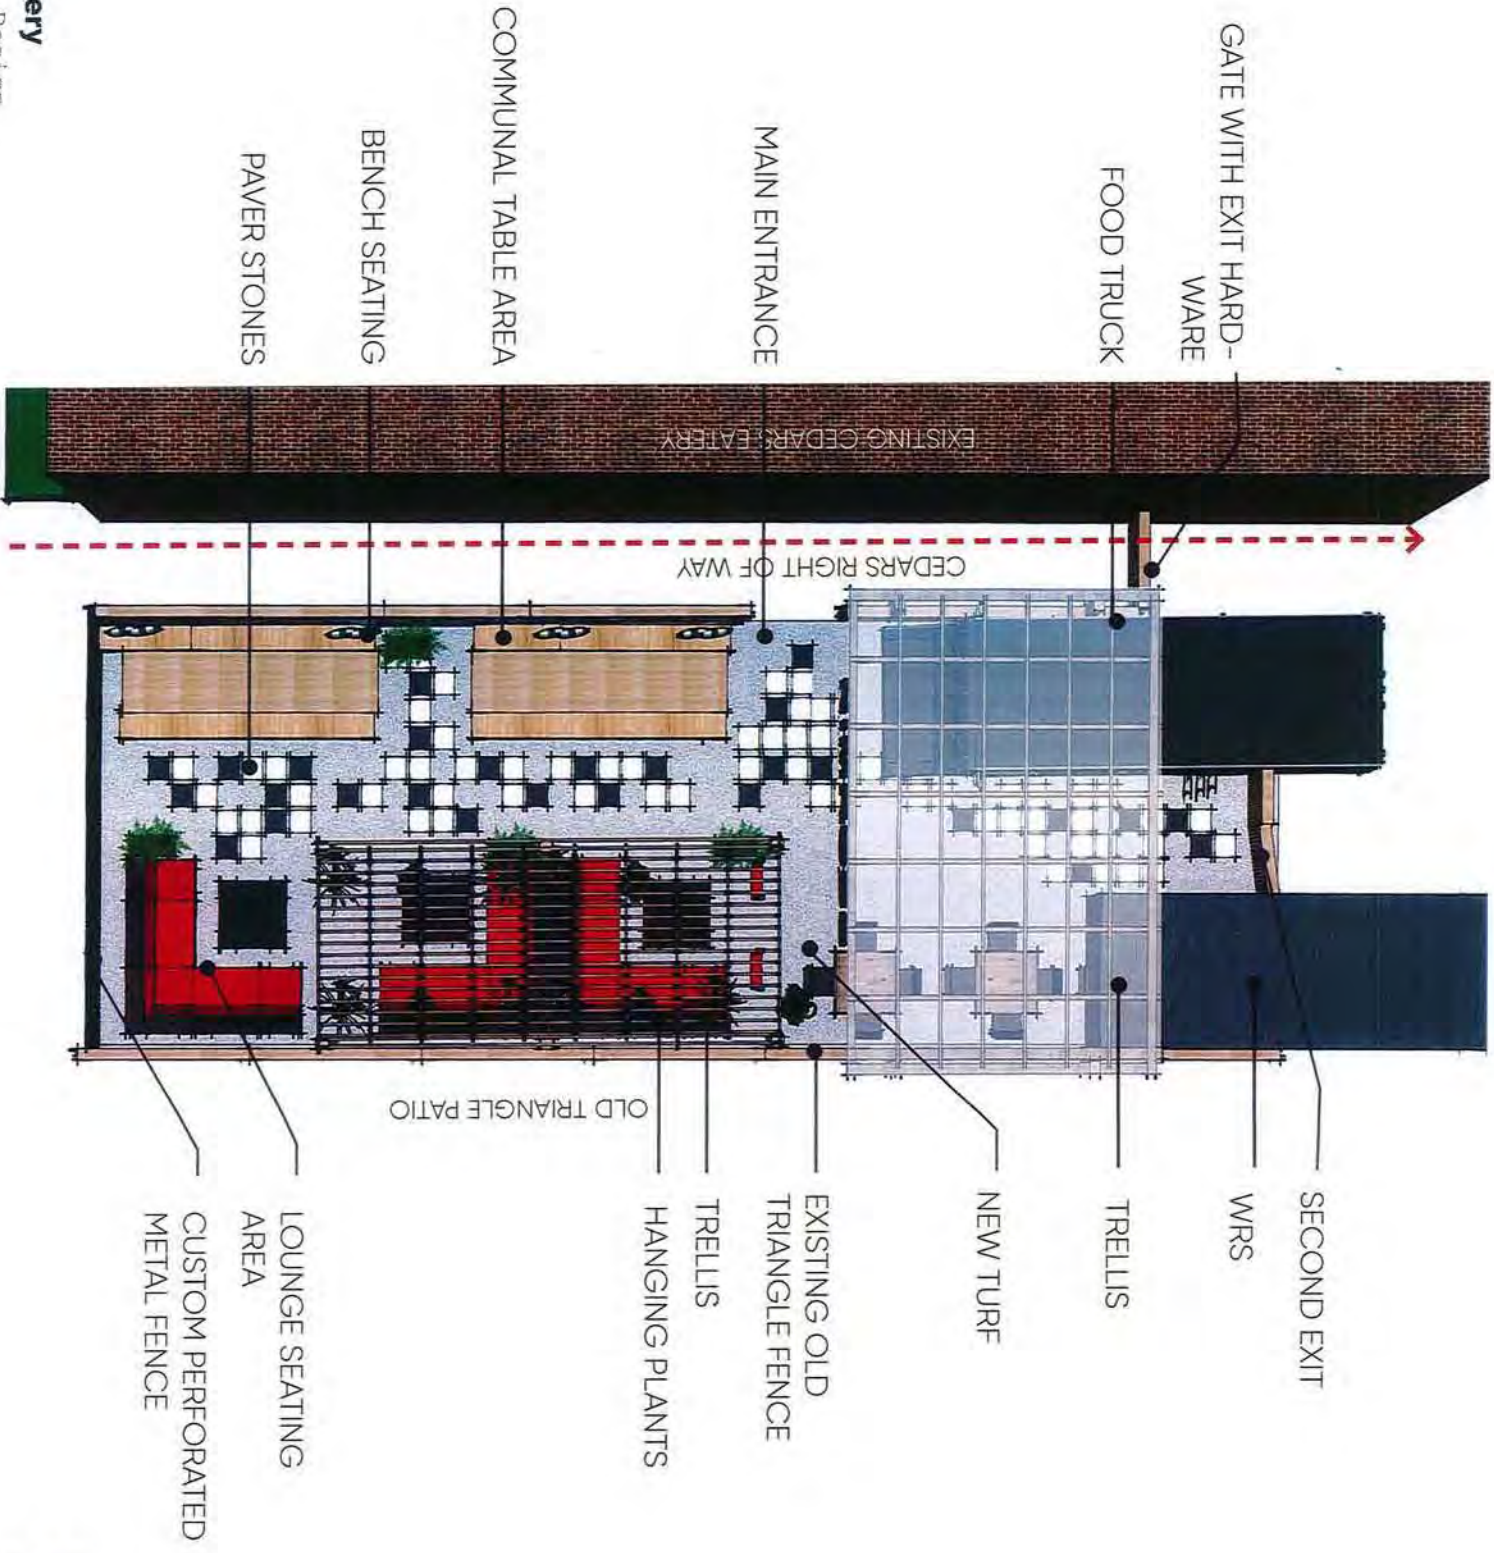 GATE WITH EXIT HARD-
WARE
FOOD TRUCK
MAIN ENTRANCE
COMMUNAL TABLE AREA
BENCH SEATING
PAVER STONES
EXISTING CEDARS EATERY
CEDARS RIGHT OF WAY
OLD TRIANGLE PATIO
SECOND EXIT
WRS
TRELLIS
NEW TURF
EXISTING OLD
TRIANGLE FENCE
TRELLIS
HANGING PLANTS
LOUNGE SEATING
AREA
CUSTOM PERFORATED
METAL FENCE
ery